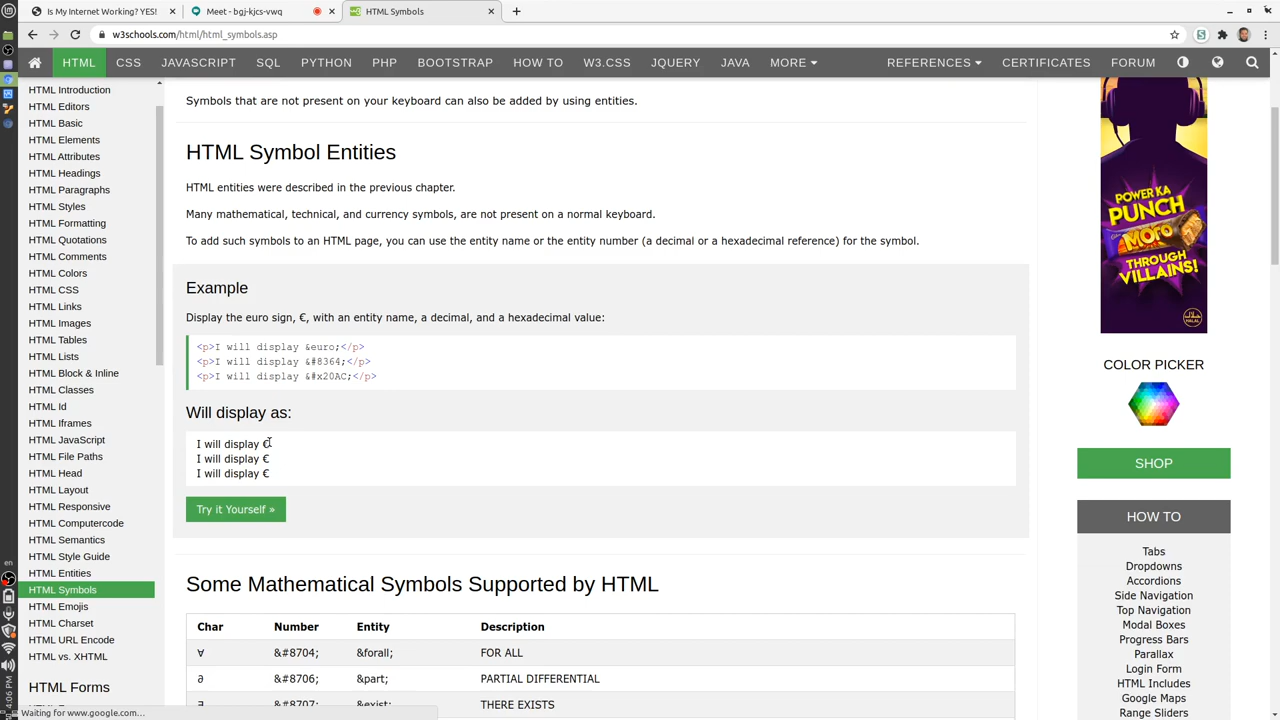 Is My Internet Working? YES!
Meet - bgj-kjcs-vwq
HTML Symbols
w3schools.com/html/html_symbols.asp
HTML CSS JAVASCRIPT SQL PYTHON PHP BOOTSTRAP HOW TO W3.CSS JQUERY JAVA MORE REFERENCES CERTIFICATES FORUM
HTML Introduction
HTML Editors
HTML Basic
HTML Elements
HTML Attributes
HTML Headings
HTML Paragraphs
HTML Styles
HTML Formatting
HTML Quotations
HTML Comments
HTML Colors
HTML CSS
HTML Links
HTML Images
HTML Tables
HTML Lists
HTML Block & Inline
HTML Classes
HTML Id
HTML Iframes
HTML JavaScript
HTML File Paths
HTML Head
HTML Layout
HTML Responsive
HTML Computercode
HTML Semantics
HTML Style Guide
HTML Entities
HTML Symbols
HTML Emojis
HTML Charset
HTML URL Encode
HTML vs. XHTML
HTML Forms
Symbols that are not present on your keyboard can also be added by using entities.
HTML Symbol Entities
HTML entities were described in the previous chapter.
Many mathematical, technical, and currency symbols, are not present on a normal keyboard.
To add such symbols to an HTML page, you can use the entity name or the entity number (a decimal or a hexadecimal reference) for the symbol.
Example
Display the euro sign, €, with an entity name, a decimal, and a hexadecimal value:
<p>I will display &euro;</p>
<p>I will display &#8364;</p>
<p>I will display &#x20AC;</p>
Will display as:
I will display €
I will display €
I will display €
Try it Yourself »
Some Mathematical Symbols Supported by HTML
Char Number Entity Description
∀ &#8704; &forall; FOR ALL
∂ &#8706; &part; PARTIAL DIFFERENTIAL
∃ &#8707; &exist; THERE EXISTS
POWER KA
PUNCH
MOTO
THROUGH
VILLAINS!
COLOR PICKER
SHOP
HOW TO
Tabs
Dropdowns
Accordions
Side Navigation
Top Navigation
Modal Boxes
Progress Bars
Parallax
Login Form
HTML Includes
Google Maps
Range Sliders
en
4:06 PM
Waiting for www.google.com...